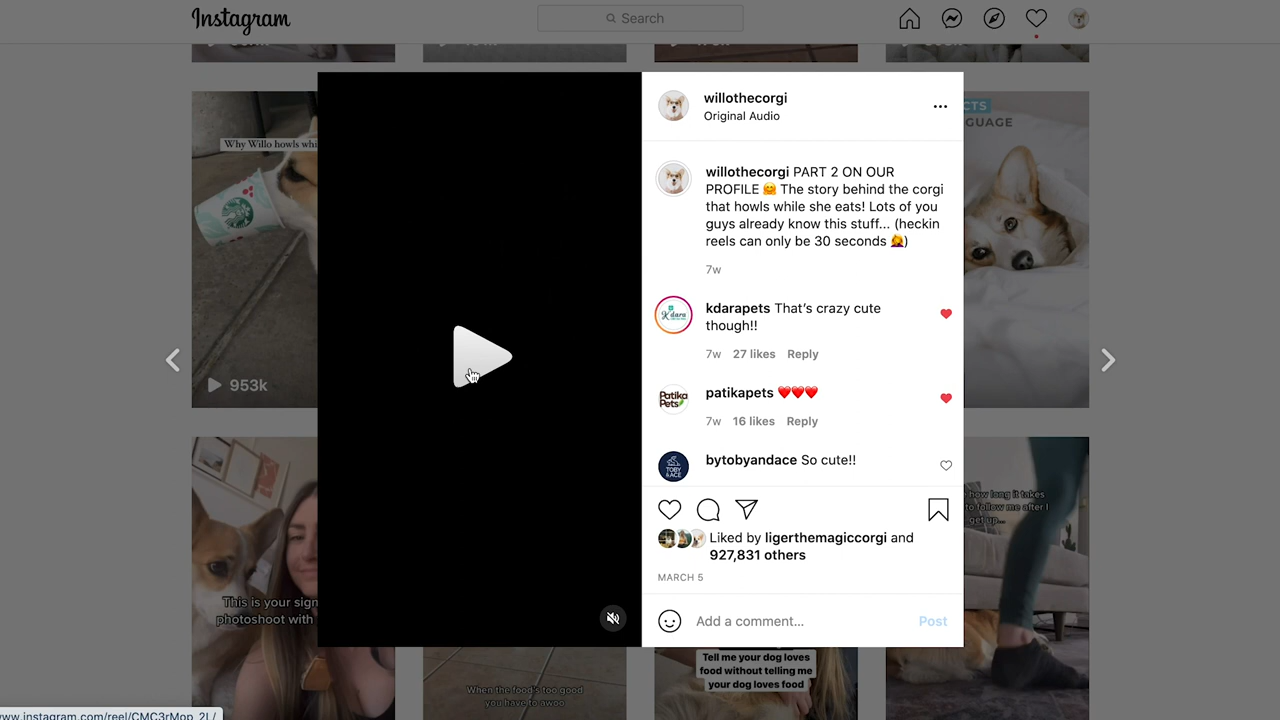 Instagram
Search
Why Willo howls whi
953k
CTS
GUAGE
willothecorgi
Original Audio
willothecorgi PART 2 ON OUR
PROFILE 🤗 The story behind the corgi
that howls while she eats! Lots of you
guys already know this stuff... (heckin
reels can only be 30 seconds 🤦‍♀️)
7w
kdarapets That's crazy cute
though!!
7w 27 likes Reply
Kdara
patikapets ❤️❤️❤️
7w 16 likes Reply
Patika
Pets
bytobyandace So cute!!
TOBY
&ACE
Liked by ligerthemagiccorgi and
927,831 others
MARCH 5
Add a comment...
Post
This is your sign
photoshoot with
When the food's too good
you have to awoo
Tell me your dog loves
food without telling me
your dog loves food
how long it takes
to follow me after I
get up...
www.instagram.com/reel/CMC3rMop_2L/